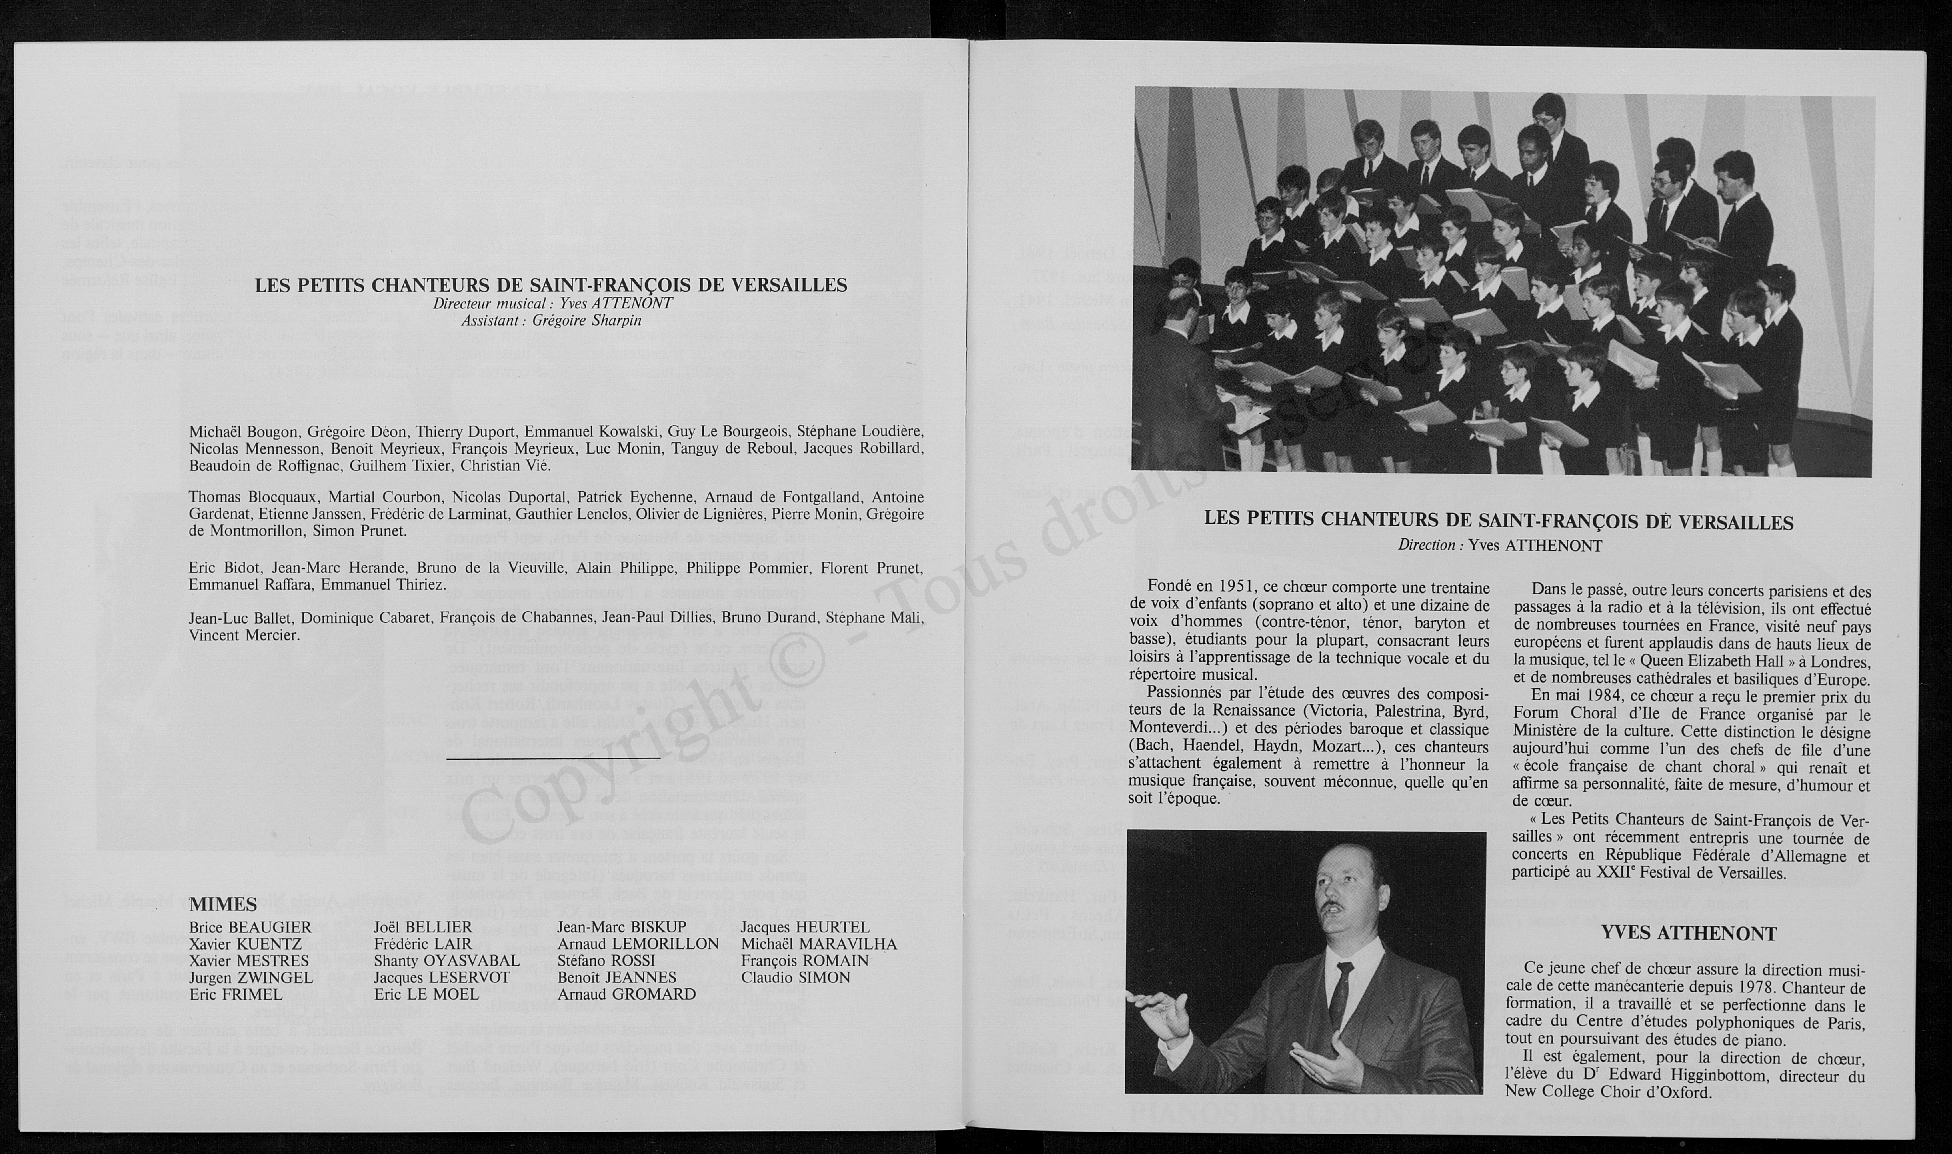 LES PETITS CHANTEURS DE SAINT-FRANÇOIS DE VERSAILLES
Directeur musical : Yves ATTENONT
Assistant : Grégoire Sharpin
Michaël Bougon, Grégoire Déon, Thierry Duport, Emmanuel Kowalski, Guy Le Bourgeois, Stéphane Loudière,
Nicolas Mennesson, Benoit Meyrieux, François Meyrieux, Luc Monin, Tanguy de Reboul, Jacques Robillard,
Beaudoin de Roffignac, Guilhem Tixier, Christian Vié.
Thomas Blocquaux, Martial Courbon, Nicolas Duportal, Patrick Eychenne, Arnaud de Fontgalland, Antoine
Gardenat, Etienne Janssen, Frédéric de Larminat, Gauthier Lenclos, Olivier de Lignières, Pierre Monin, Grégoire
de Montmorillon, Simon Prunet.
Eric Bidot, Jean-Marc Herande, Bruno de la Vieuville, Alain Philippe, Philippe Pommier, Florent Prunet,
Emmanuel Raffara, Emmanuel Thiriez.
Jean-Luc Ballet, Dominique Cabaret, François de Chabannes, Jean-Paul Dillies, Bruno Durand, Stéphane Mali,
Vincent Mercier.
MIMES
Brice BEAUGIER Joël BELLIER Jean-Marc BISKUP Jacques HEURTEL
Xavier KUENTZ Frédéric LAIR Arnaud LEMORILLON Michaël MARAVILHA
Xavier MESTRES Shanty OYASVABAL Stéfano ROSSI François ROMAIN
Jurgen ZWINGEL Jacques LESERVOT Benoît JEANNES Claudio SIMON
Eric FRIMEL Eric LE MOEL Arnaud GROMARD
LES PETITS CHANTEURS DE SAINT-FRANÇOIS DE VERSAILLES
Direction : Yves ATTHENONT
Fondé en 1951, ce chœur comporte une trentaine
de voix d'enfants (soprano et alto) et une dizaine de
voix d'hommes (contre-ténor, ténor, baryton et
basse), étudiants pour la plupart, consacrant leurs
loisirs à l'apprentissage de la technique vocale et du
répertoire musical.
Passionnés par l'étude des œuvres des composi-
teurs de la Renaissance (Victoria, Palestrina, Byrd,
Monteverdi...) et des périodes baroque et classique
(Bach, Haendel, Haydn, Mozart...), ces chanteurs
s'attachent également à remettre à l'honneur la
musique française, souvent méconnue, quelle qu'en
soit l'époque.
Dans le passé, outre leurs concerts parisiens et des
passages à la radio et à la télévision, ils ont effectué
de nombreuses tournées en France, visité neuf pays
européens et furent applaudis dans de hauts lieux de
la musique, tel le « Queen Elizabeth Hall » à Londres,
et de nombreuses cathédrales et basiliques d'Europe.
En mai 1984, ce chœur a reçu le premier prix du
Forum Choral d'Ile de France organisé par le
Ministère de la culture. Cette distinction le désigne
aujourd'hui comme l'un des chefs de file d'une
« école française de chant choral » qui renaît et
affirme sa personnalité, faite de mesure, d'humour et
de cœur.
« Les Petits Chanteurs de Saint-François de Ver-
sailles » ont récemment entrepris une tournée de
concerts en République Fédérale d'Allemagne et
participé au XXIIe Festival de Versailles.
YVES ATTHENONT
Ce jeune chef de chœur assure la direction musi-
cale de cette manécanterie depuis 1978. Chanteur de
formation, il a travaillé et se perfectionne dans le
cadre du Centre d'études polyphoniques de Paris,
tout en poursuivant des études de piano.
Il est également, pour la direction de chœur,
l'élève du Dr Edward Higginbottom, directeur du
New College Choir d'Oxford.
Copyright © - Tous droits